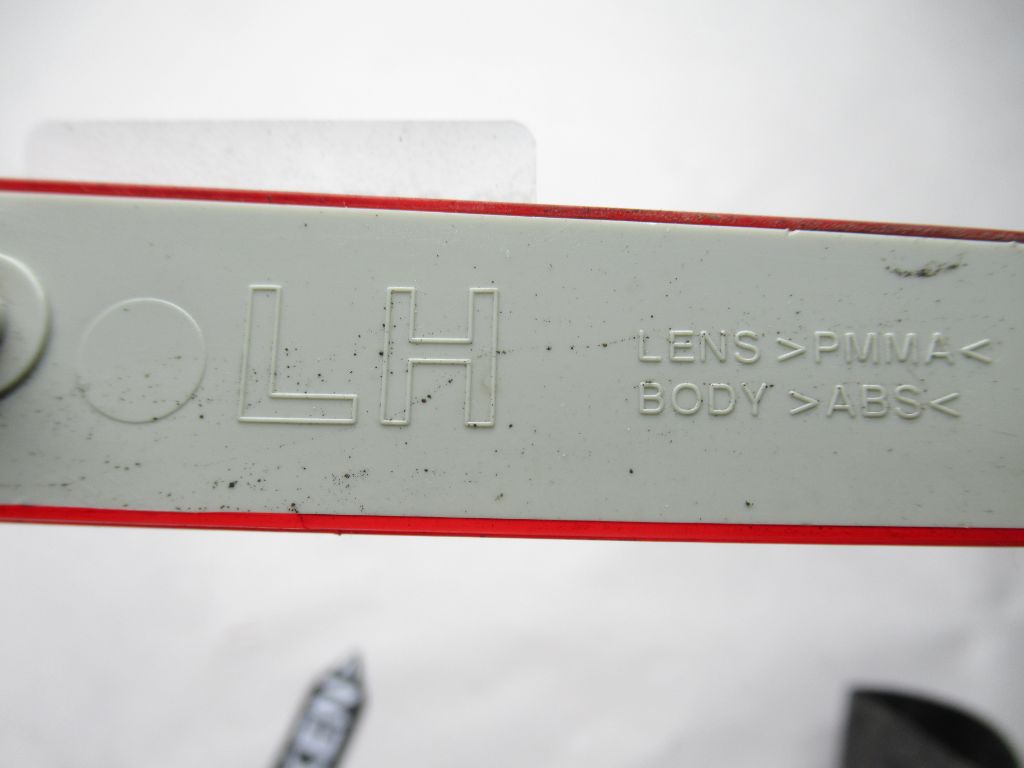 LH
LENS >PMMA<
BODY >ABS<